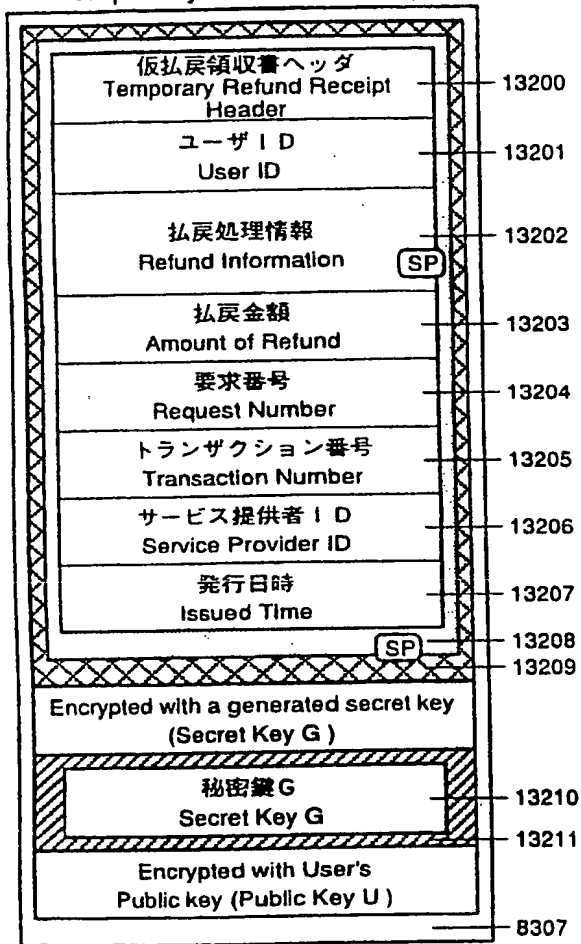 仮払戻領収書ヘッダ
Temporary Refund Receipt
Header
13200
ユーザID
User ID
13201
払戻処理情報
Refund Information
SP
13202
払戻金額
Amount of Refund
13203
要求番号
Request Number
13204
トランザクション番号
Transaction Number
13205
サービス提供者ID
Service Provider ID
13206
発行日時
Issued Time
13207
SP
13208
13209
Encrypted with a generated secret key
(Secret Key G )
秘密鍵G
Secret Key G
13210
13211
Encrypted with User's
Public key (Public Key U )
8307